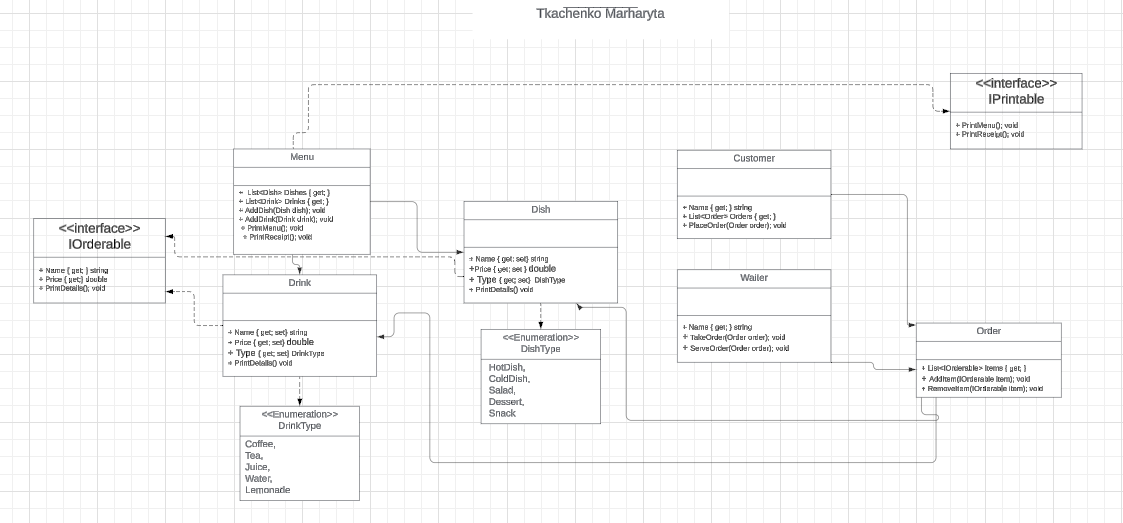 Tkachenko Marharyta
<<interface>>
IPrintable
+ PrintMenu(); void
+ PrintReceipt(); void
Menu
+ List<Dish> Dishes { get; }
+ List<Drink> Drinks { get; }
+ AddDish(Dish dish); void
+ AddDrink(Drink drink); void
+ PrintMenu(); void
+ PrintReceipt(); void
Customer
+ Name { get; } string
+ List<Order> Orders { get; }
+ PlaceOrder(Order order); void
<<interface>>
IOrderable
+ Name { get; } string
+ Price { get;} double
+ PrintDetails(); void
Dish
+ Name { get; set} string
+Price { get; set } double
+ Type { get; set} DishType
+ PrintDetails() void
Drink
+ Name { get; set} string
+ Price { get; set} double
+ Type { get; set} DrinkType
+ PrintDetails() void
Wailer
+ Name { get; } string
+ TakeOrder(Order order); void
+ ServeOrder(Order order); void
Order
+ List<IOrderable> Items { get; }
+ AddItem(IOrderable item); void
+ RemoveItem(IOrderable item); void
<<Enumeration>>
DishType
HotDish,
ColdDish,
Salad,
Dessert,
Snack
<<Enumeration>>
DrinkType
Coffee,
Tea,
Juice,
Water,
Lemonade